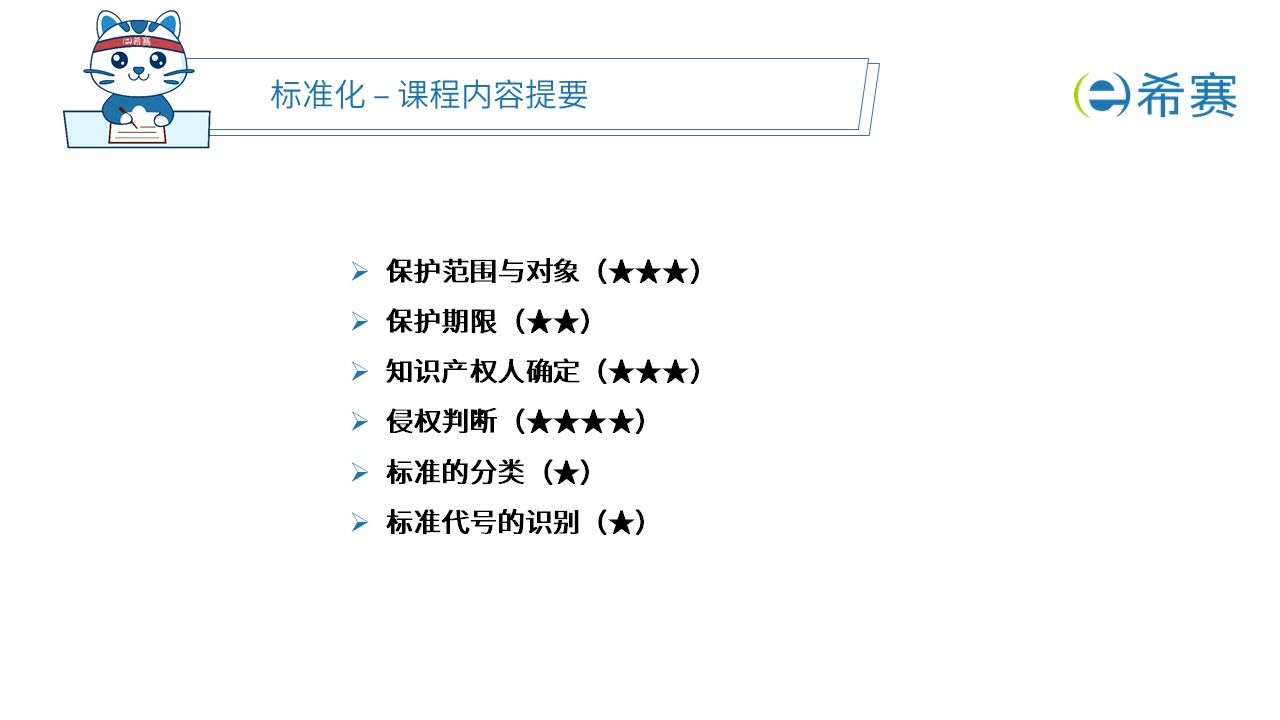 希赛
标准化 – 课程内容提要
希赛
保护范围与对象（★★★）
保护期限（★★）
知识产权人确定（★★★）
侵权判断（★★★★）
标准的分类（★）
标准代号的识别（★）